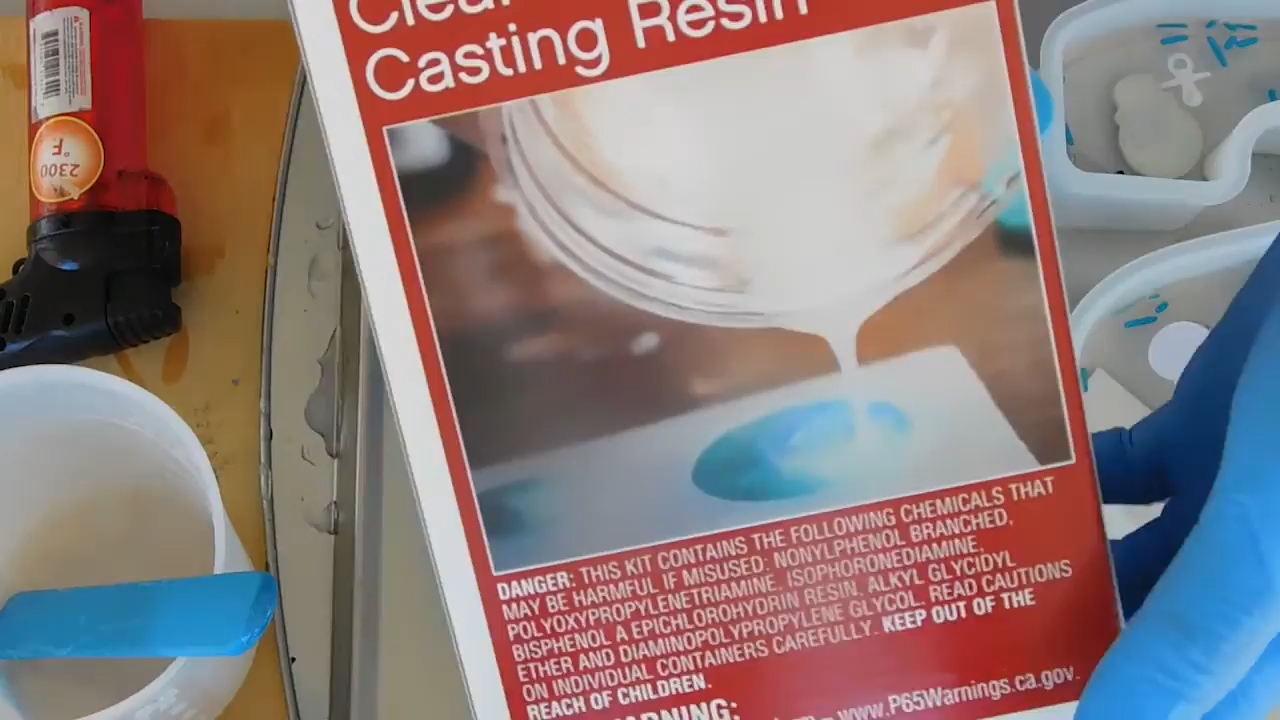 Clear
Casting Resin
2300
°F
DANGER: THIS KIT CONTAINS THE FOLLOWING CHEMICALS THAT
MAY BE HARMFUL IF MISUSED: NONYLPHENOL BRANCHED,
POLYOXYPROPYLENETRIAMINE, ISOPHORONEDIAMINE,
BISPHENOL A EPICHLOROHYDRIN RESIN, ALKYL GLYCIDYL
ETHER AND DIAMINOPOLYPROPYLENE GLYCOL. READ CAUTIONS
ON INDIVIDUAL CONTAINERS CAREFULLY. KEEP OUT OF THE
REACH OF CHILDREN.
WARNING:
www.P65Warnings.ca.gov.